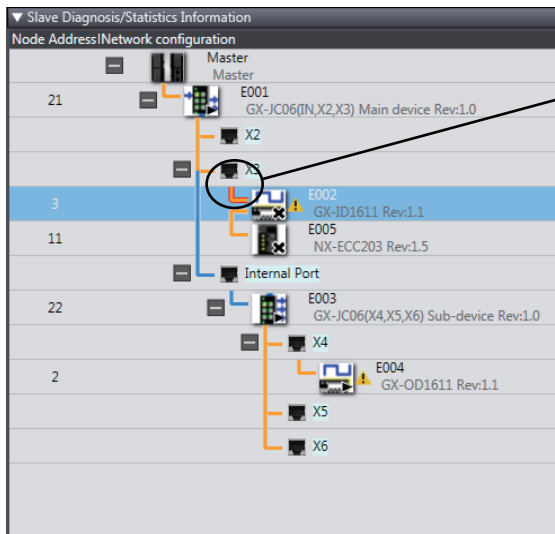 ▼ Slave Diagnosis/Statistics Information
Node Address|Network configuration
Master
Master
21 E001
GX-JC06(IN,X2,X3) Main device Rev:1.0
X2
X3
3 E002
GX-ID1611 Rev:1.1
11 E005
NX-ECC203 Rev:1.5
Internal Port
22 E003
GX-JC06(X4,X5,X6) Sub-device Rev:1.0
X4
2 E004
GX-OD1611 Rev:1.1
X5
X6